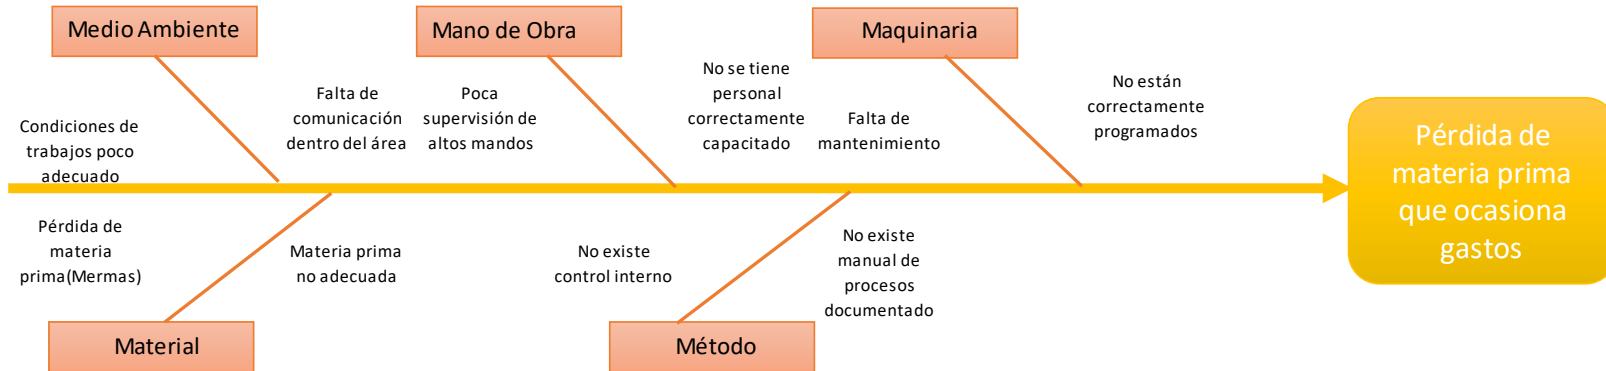 Medio Ambiente
Mano de Obra
Maquinaria
Condiciones de
trabajos poco
adecuado
Falta de
comunicación
dentro del área
Poca
supervisión de
altos mandos
No se tiene
personal
correctamente
capacitado
Falta de
mantenimiento
No están
correctamente
programados
Pérdida de
materia prima
que ocasiona
gastos
Pérdida de
materia
prima(Mermas)
Materia prima
no adecuada
No existe
control interno
No existe
manual de
procesos
documentado
Material
Método